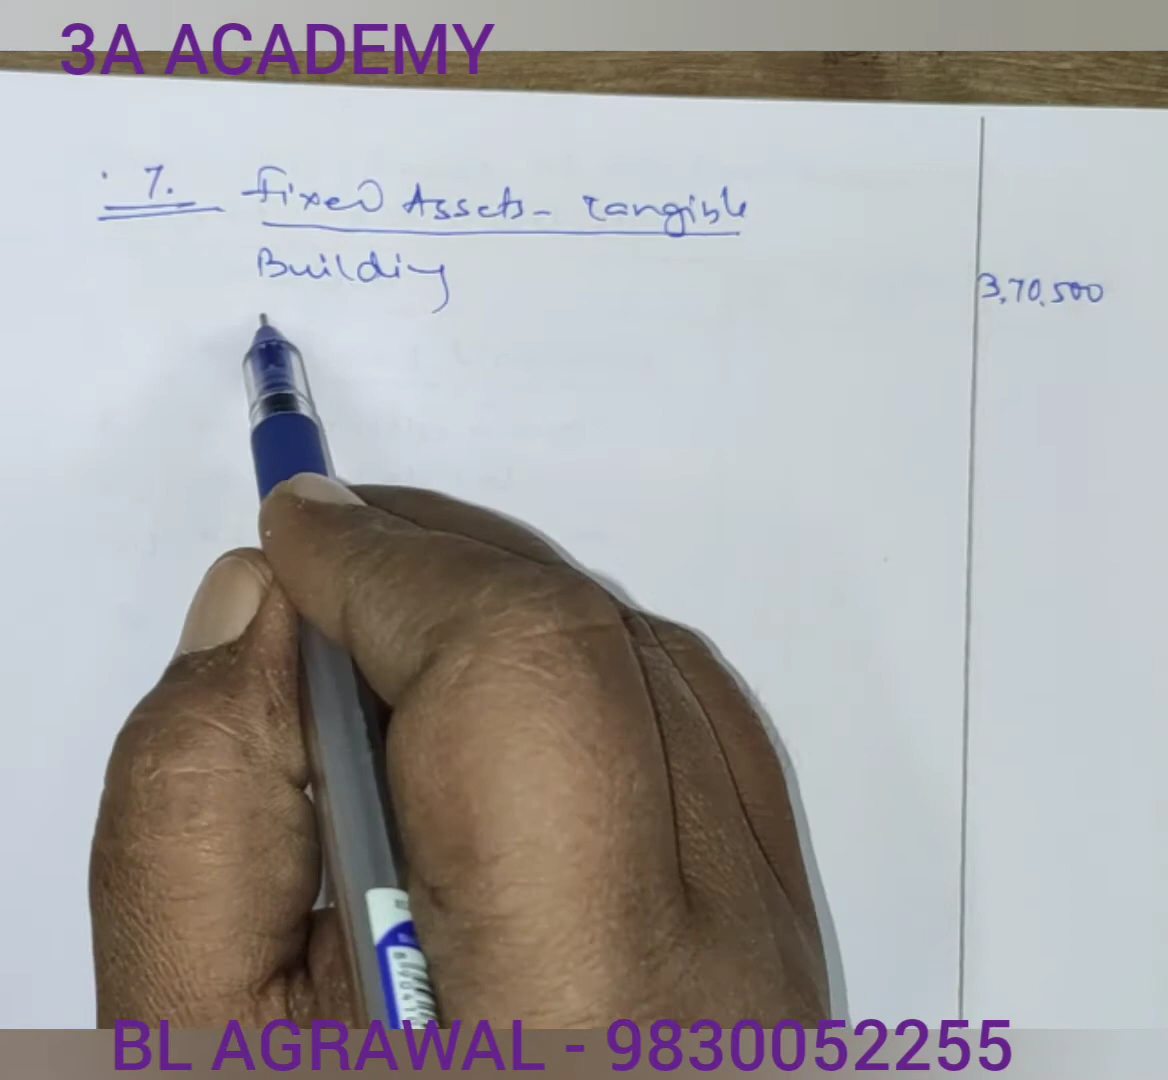 3A ACADEMY
7. Fixed Assets - Tangible
Building 3,70,500
BL AGRAWAL - 9830052255